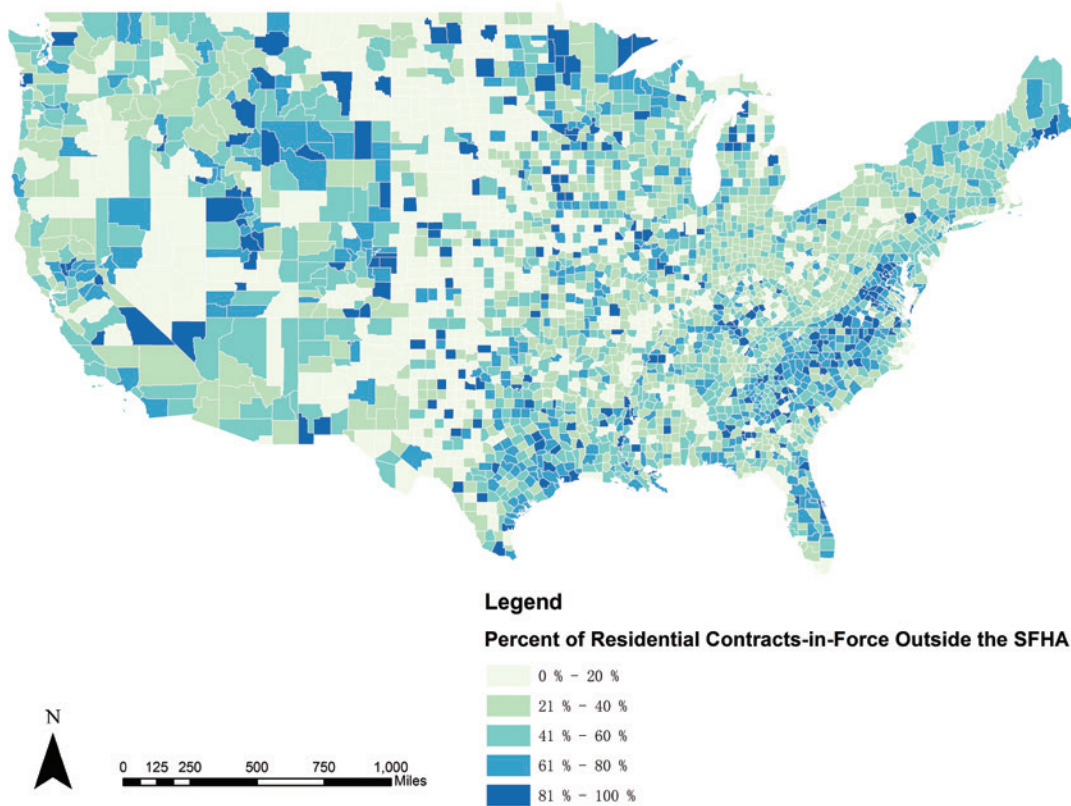 Legend
Percent of Residential Contracts-in-Force Outside the SFHA
0 % - 20 %
21 % - 40 %
41 % - 60 %
61 % - 80 %
81 % - 100 %
N
0 125 250 500 750 1,000
Miles